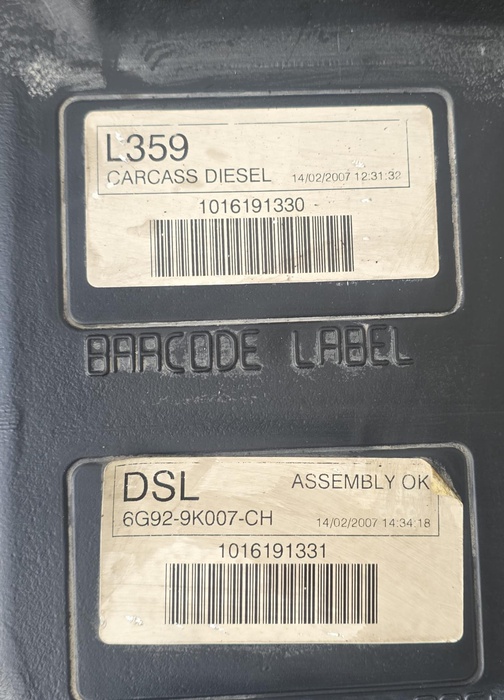 L359
CARCASS DIESEL 14/02/2007 12:31:32
1016191330
BARCODE LABEL
DSL ASSEMBLY OK
6G92-9K007-CH 14/02/2007 14:34:18
1016191331